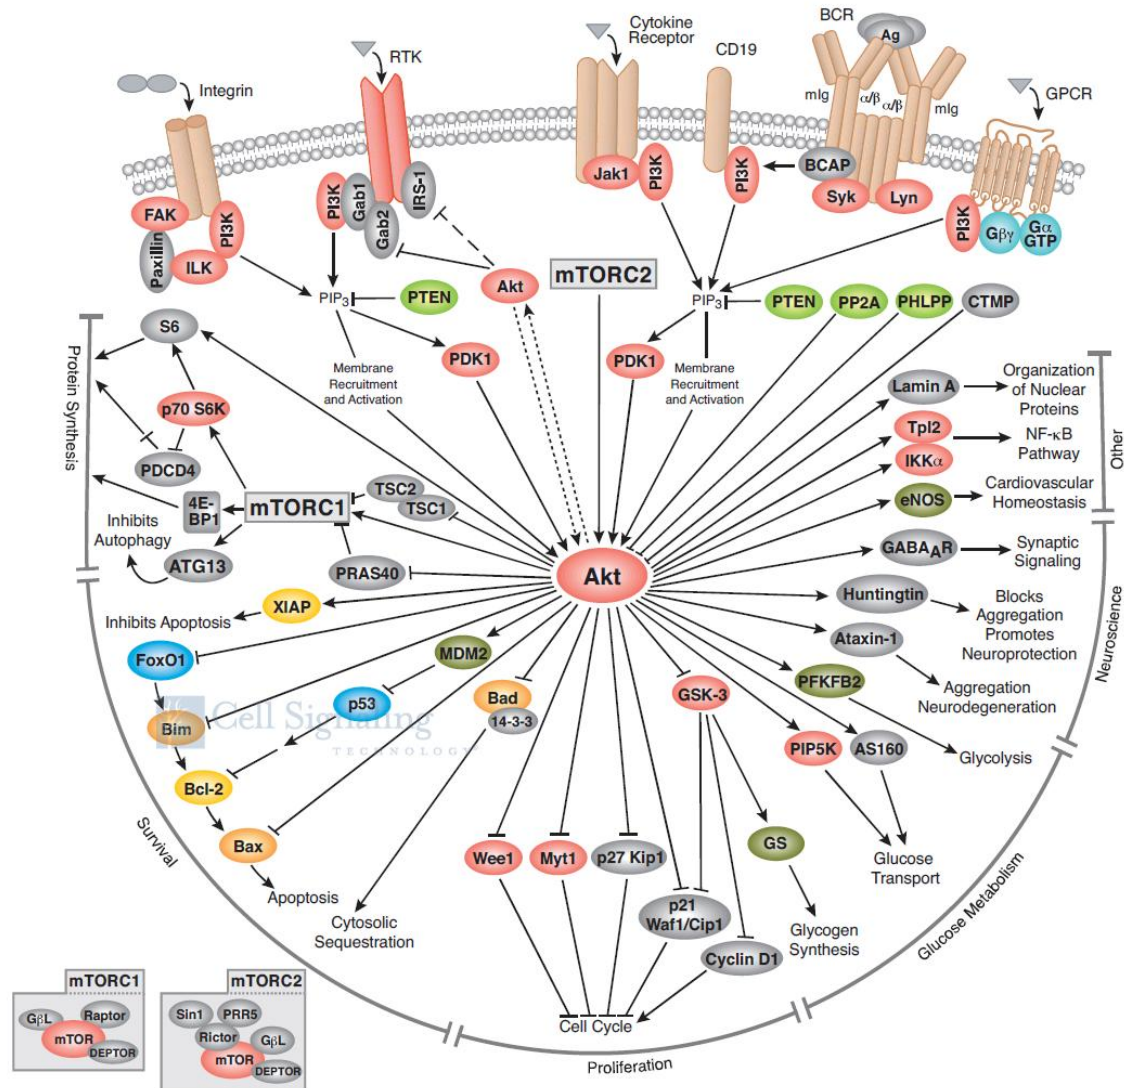 Integrin
RTK
Cytokine
Receptor
CD19
BCR
Ag
mIg
α/β
α/β
mIg
GPCR
FAK
PI3K
Paxillin
ILK
PI3K
Gab1
Gab2
IRS-1
Jak1
PI3K
PI3K
BCAP
Syk
Lyn
PI3K
Gβγ
Gα
GTP
PIP3
PTEN
Akt
mTORC2
PIP3
PTEN
PP2A
PHLPP
CTMP
Protein Synthesis
S6
PDK1
Membrane
Recruitment
and Activation
PDK1
Membrane
Recruitment
and Activation
Lamin A
Organization
of Nuclear
Proteins
p70 S6K
Tpl2
IKKα
NF-κB
Pathway
Other
PDCD4
eNOS
Cardiovascular
Homeostasis
4E-
BP1
mTORC1
TSC2
TSC1
Inhibits
Autophagy
ATG13
PRAS40
Akt
GABAAR
Synaptic
Signaling
XIAP
Inhibits Apoptosis
Huntingtin
Blocks
Aggregation
Promotes
Neuroprotection
Neuroscience
Ataxin-1
Aggregation
Neurodegeneration
FoxO1
MDM2
PFKFB2
Bim
p53
Bad
14-3-3
GSK-3
Cell Signaling
TECHNOLOGY®
PIP5K
AS160
Glycolysis
Bcl-2
Bax
Apoptosis
Survival
Cytosolic
Sequestration
Wee1
Myt1
p27 Kip1
GS
Glucose
Transport
p21
Waf1/Cip1
Cyclin D1
Glycogen
Synthesis
Glucose Metabolism
Cell Cycle
Proliferation
mTORC1
GβL
Raptor
mTOR
DEPTOR
mTORC2
Sin1
PRR5
Rictor
GβL
mTOR
DEPTOR